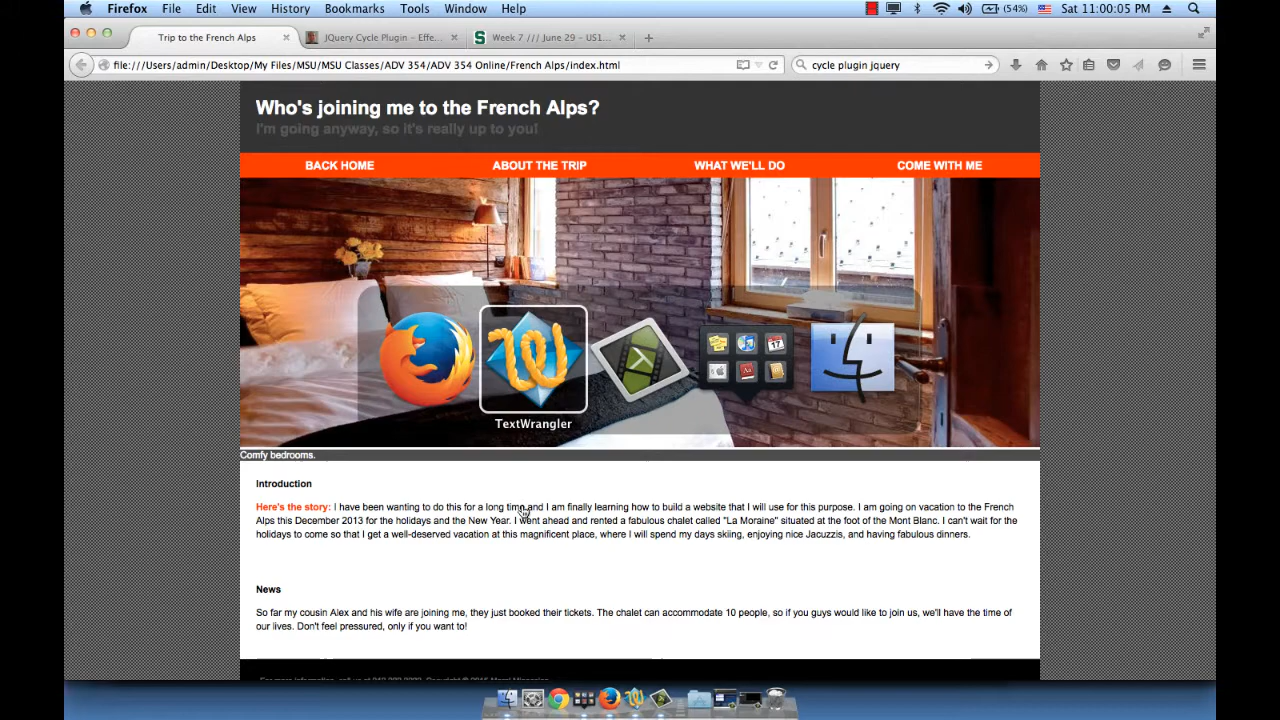 Firefox File Edit View History Bookmarks Tools Window Help (54%) Sat 11:00:05 PM
Trip to the French Alps × JQuery Cycle Plugin - Effe... × Week 7 /// June 29 - US1... × +
file:///Users/admin/Desktop/My Files/MSU/MSU Classes/ADV 354/ADV 354 Online/French Alps/index.html cycle plugin jquery
Who's joining me to the French Alps?
I'm going anyway, so it's really up to you!
BACK HOME ABOUT THE TRIP WHAT WE'LL DO COME WITH ME
17
Aa
TextWrangler
Comfy bedrooms.
Introduction
Here's the story: I have been wanting to do this for a long time and I am finally learning how to build a website that I will use for this purpose. I am going on vacation to the French
Alps this December 2013 for the holidays and the New Year. I went ahead and rented a fabulous chalet called "La Moraine" situated at the foot of the Mont Blanc. I can't wait for the
holidays to come so that I get a well-deserved vacation at this magnificent place, where I will spend my days skiing, enjoying nice Jacuzzis, and having fabulous dinners.
News
So far my cousin Alex and his wife are joining me, they just booked their tickets. The chalet can accommodate 10 people, so if you guys would like to join us, we'll have the time of
our lives. Don't feel pressured, only if you want to!